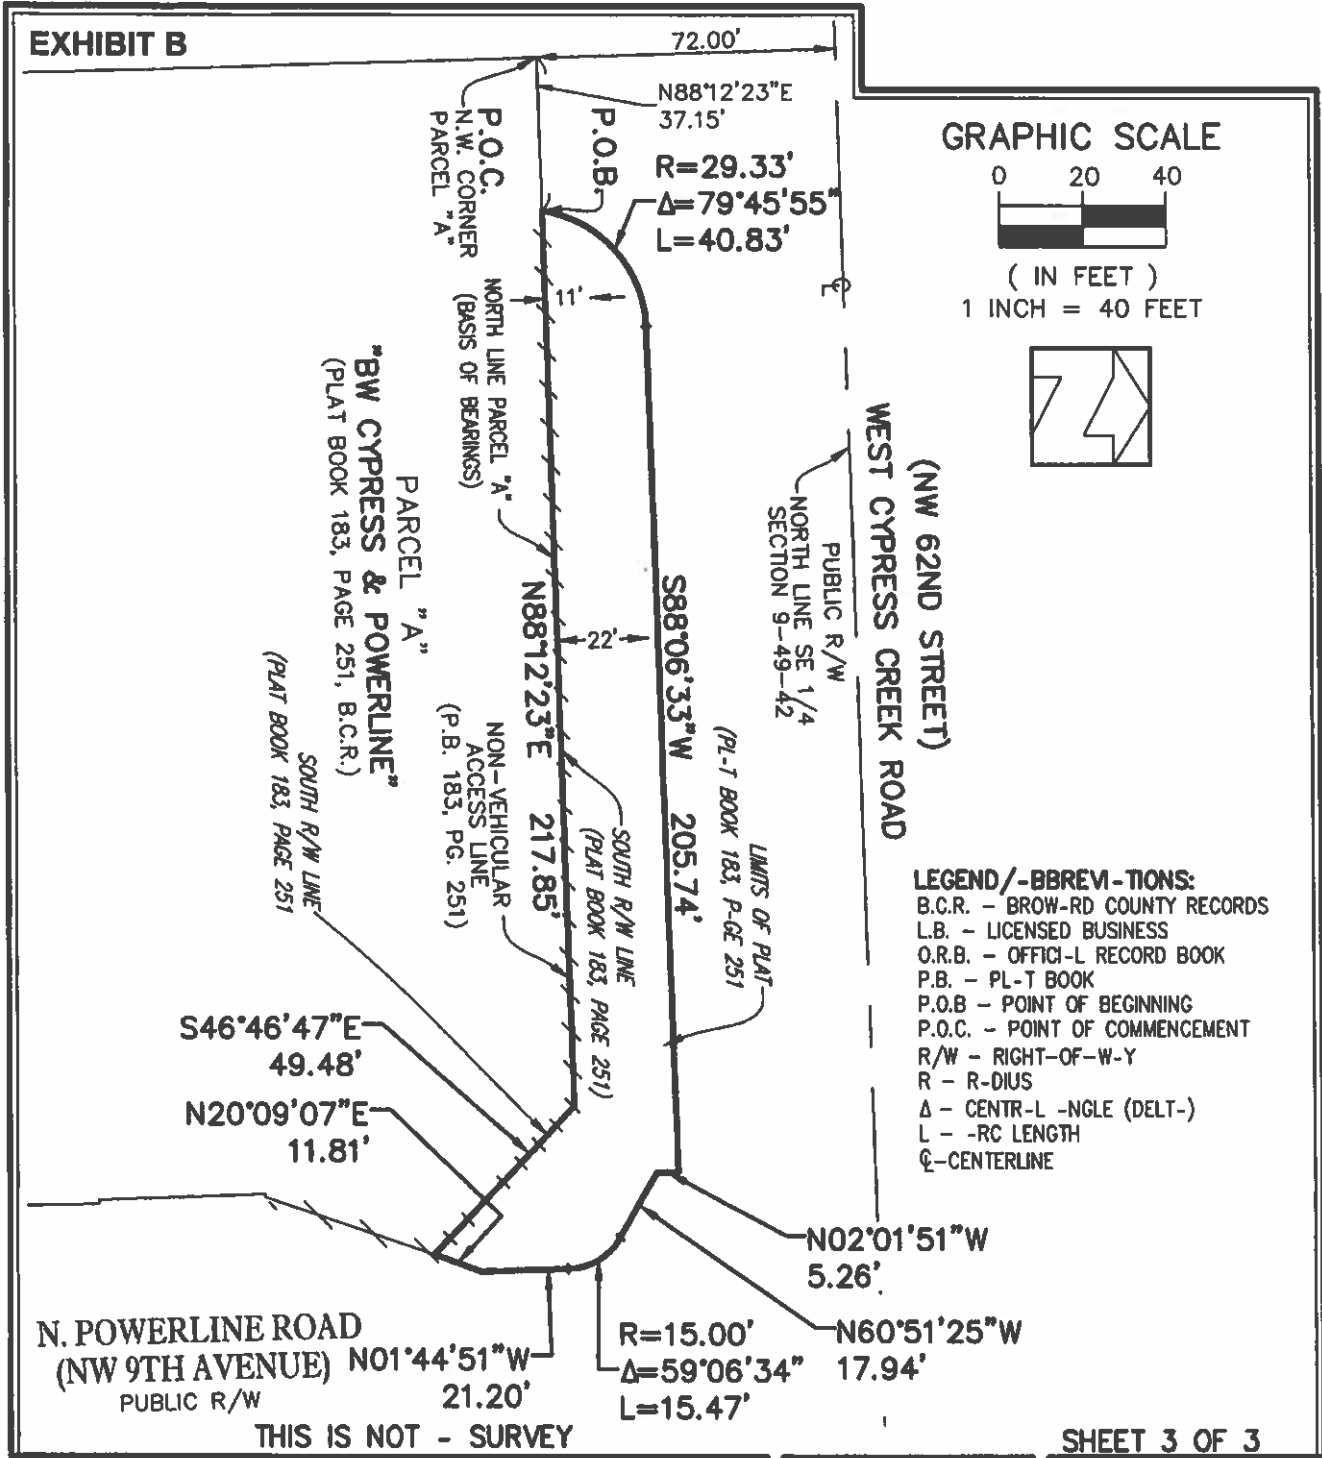 EXHIBIT B
72.00'
N88°12'23"E
37.15'
P.O.C.
N.W. CORNER
PARCEL "A"
P.O.B.
R=29.33'
Δ=79°45'55"
L=40.83'
GRAPHIC SCALE
0 20 40
( IN FEET )
1 INCH = 40 FEET
11'
NORTH LINE PARCEL "A"
(BASIS OF BEARINGS)
PARCEL "A"
"BW CYPRESS & POWERLINE"
(PLAT BOOK 183, PAGE 251, B.C.R.)
(NW 62ND STREET)
WEST CYPRESS CREEK ROAD
PUBLIC R/W
NORTH LINE SE 1/4
SECTION 9-49-42
S88°06'33"W 205.74'
22'
N88°12'23"E 217.85'
LIMITS OF PLAT
(PL-T BOOK 183, P-GE 251
SOUTH R/W LINE
(PLAT BOOK 183, PAGE 251)
NON-VEHICULAR
ACCESS LINE
(P.B. 183, PG. 251)
SOUTH R/W LINE
(PLAT BOOK 183, PAGE 251
LEGEND/-BBREVI-TIONS:
B.C.R. - BROW-RD COUNTY RECORDS
L.B. - LICENSED BUSINESS
O.R.B. - OFFICI-L RECORD BOOK
P.B. - PL-T BOOK
P.O.B - POINT OF BEGINNING
P.O.C. - POINT OF COMMENCEMENT
R/W - RIGHT-OF-W-Y
R - R-DIUS
Δ - CENTR-L -NGLE (DELT-)
L - -RC LENGTH
℄-CENTERLINE
S46°46'47"E
49.48'
N20°09'07"E
11.81'
N02°01'51"W
5.26'
N60°51'25"W
17.94'
R=15.00'
Δ=59°06'34"
L=15.47'
N01°44'51"W
21.20'
N. POWERLINE ROAD
(NW 9TH AVENUE)
PUBLIC R/W
THIS IS NOT - SURVEY
SHEET 3 OF 3